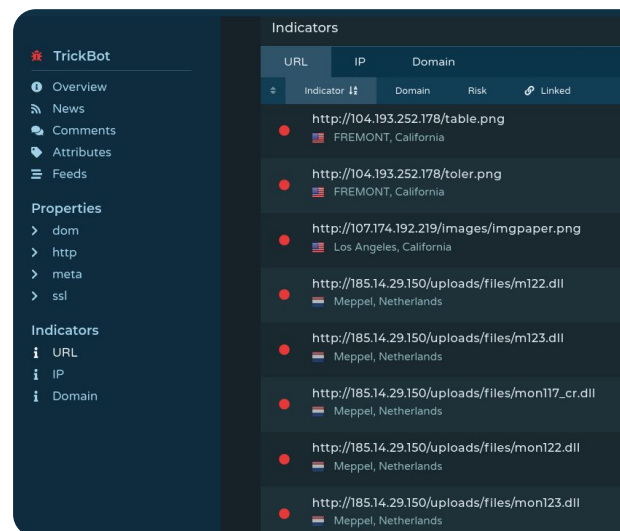 TrickBot
Overview
News
Comments
Attributes
Feeds
Properties
dom
http
meta
ssl
Indicators
URL
IP
Domain
Indicators
URL IP Domain
Indicator Domain Risk Linked
http://104.193.252.178/table.png
FREMONT, California
http://104.193.252.178/toler.png
FREMONT, California
http://107.174.192.219/images/imgpaper.png
Los Angeles, California
http://185.14.29.150/uploads/files/m122.dll
Meppel, Netherlands
http://185.14.29.150/uploads/files/m123.dll
Meppel, Netherlands
http://185.14.29.150/uploads/files/mon117_cr.dll
Meppel, Netherlands
http://185.14.29.150/uploads/files/mon122.dll
Meppel, Netherlands
http://185.14.29.150/uploads/files/mon123.dll
Meppel, Netherlands